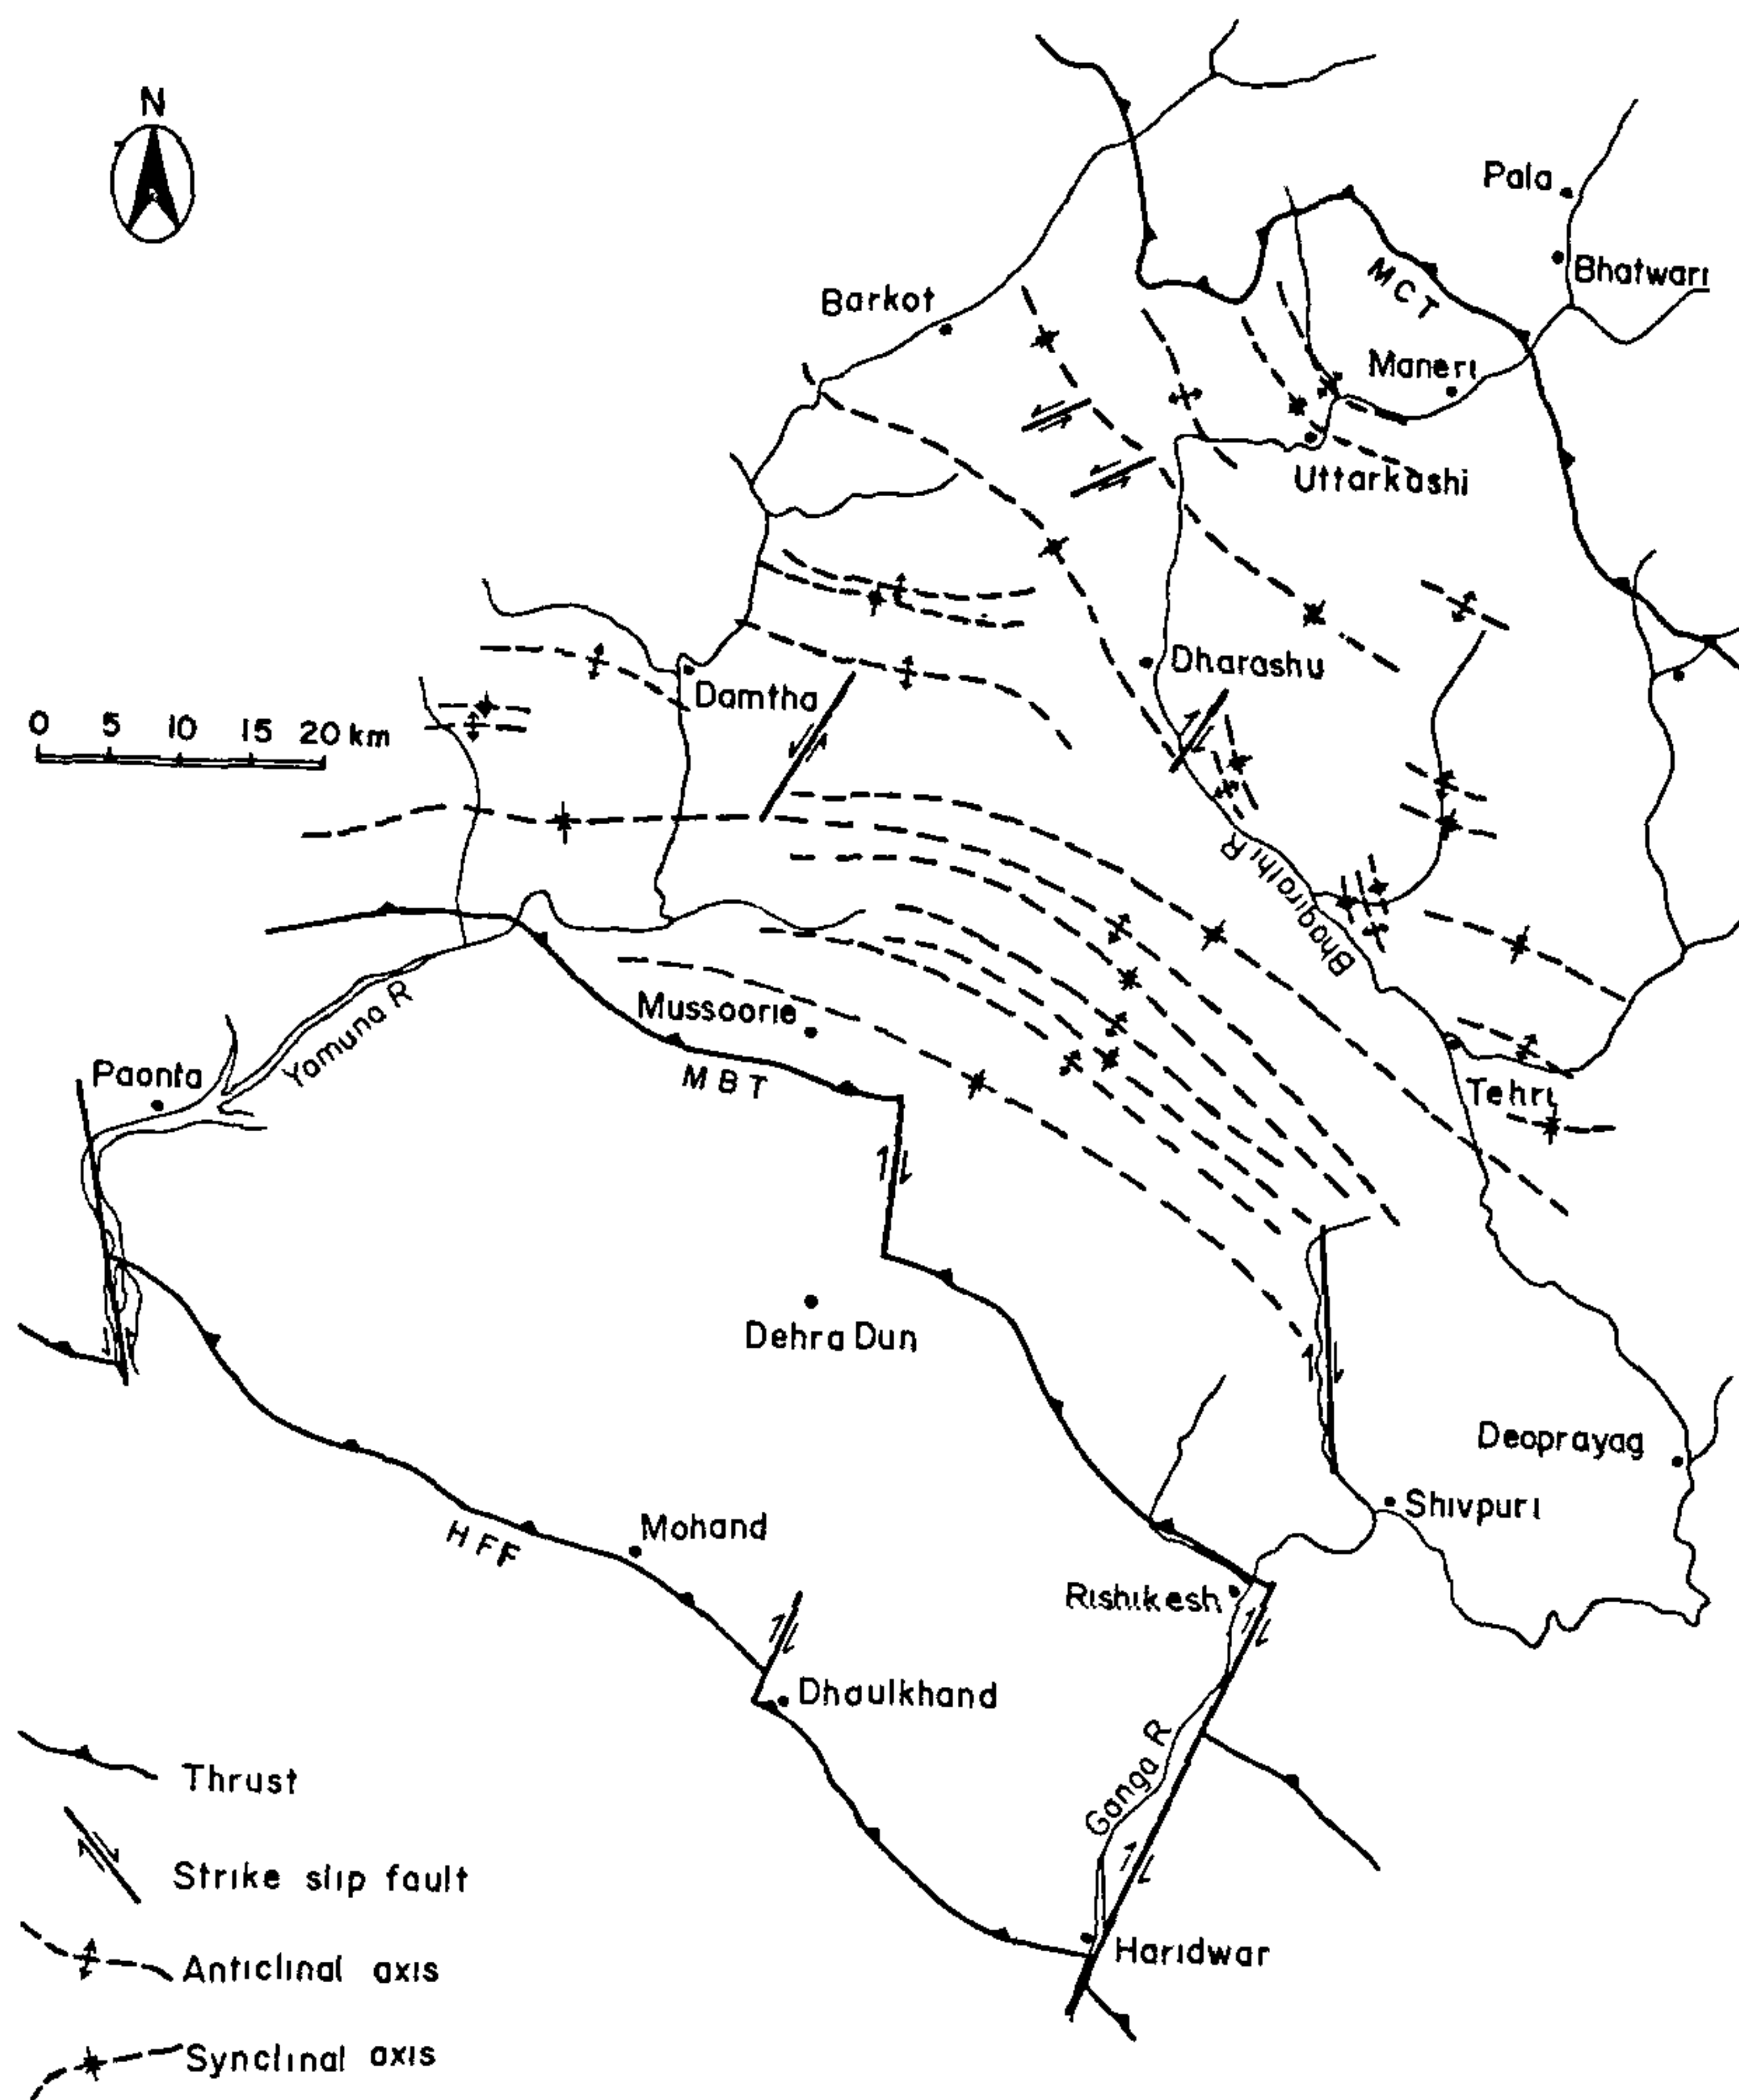 N
Pala
Bhatwari
MCT
Barkot
Maneri
Uttarkashi
Dharashu
Damtha
0 5 10 15 20 km
Bhagirathi R
Mussoorie
Yamuna R
MBT
Paonta
Tehri
Dehra Dun
Deoprayag
Shivpuri
Mohand
HFF
Rishikesh
Dhaulkhand
Ganga R
Thrust
Strike slip fault
Haridwar
Anticlinal axis
Synclinal axis